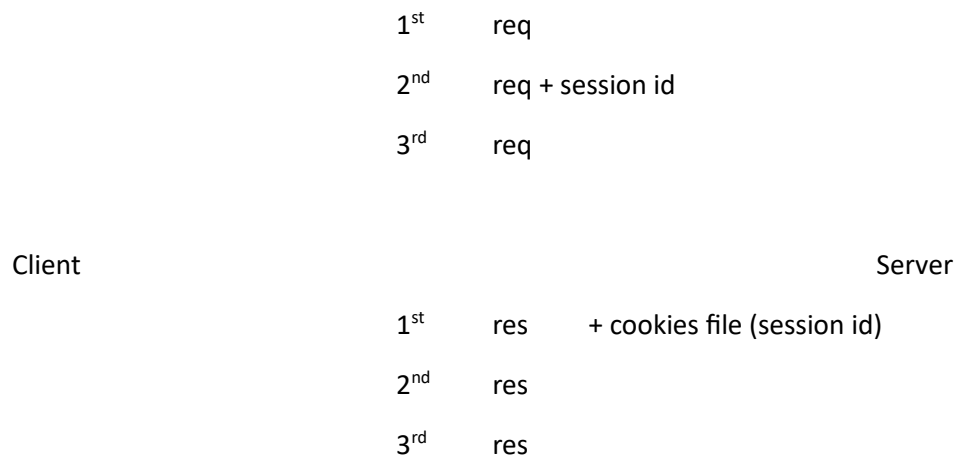 1st req
2nd req + session id
3rd req
Client Server
1st res + cookies file (session id)
2nd res
3rd res